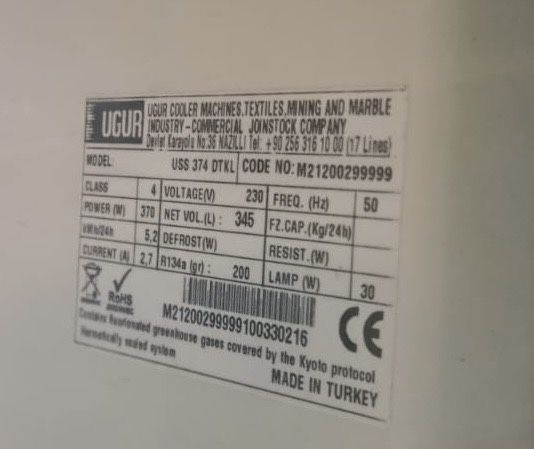 UGUR
UGUR COOLER MACHINES,TEXTILES,MINING AND MARBLE
INDUSTRY-COMMERCIAL JOINSTOCK COMPANY
Devlet Karayolu No:36 NAZILLI Tel: +90 256 316 10 00 (17 Lines)
MODEL: USS 374 DTKL CODE NO: M21200299999
CLASS 4 VOLTAGE(V) 230 FREQ. (Hz) 50
POWER (W) 370 NET VOL.(L) : 345 FZ.CAP.(Kg/24h)
kWh/24h 5,2 DEFROST(W) RESIST.(W)
CURRENT (A) 2,7 R134a (gr) : 200 LAMP (W) 30
RoHS
M21200299999100330216
CE
Contains fluorinated greenhouse gases covered by the Kyoto protocol
Hermetically sealed system
MADE IN TURKEY